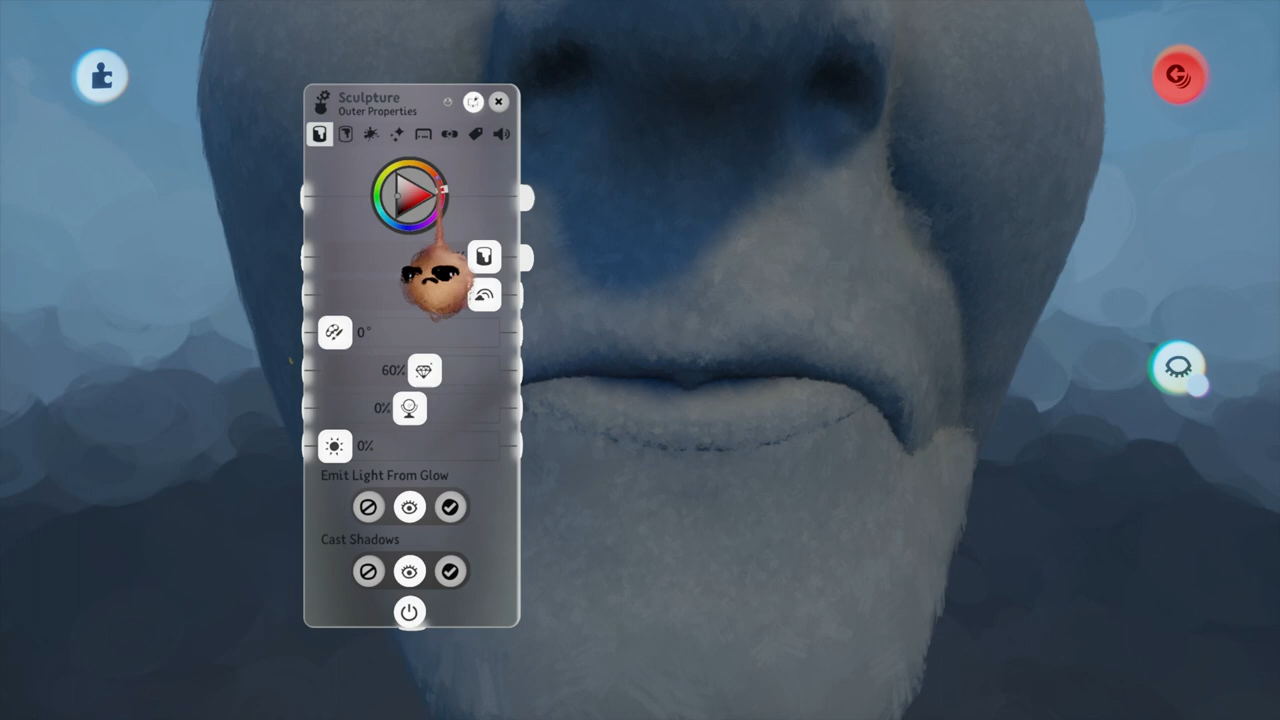 Sculpture
Outer Properties
0°
60%
0%
0%
Emit Light From Glow
Cast Shadows